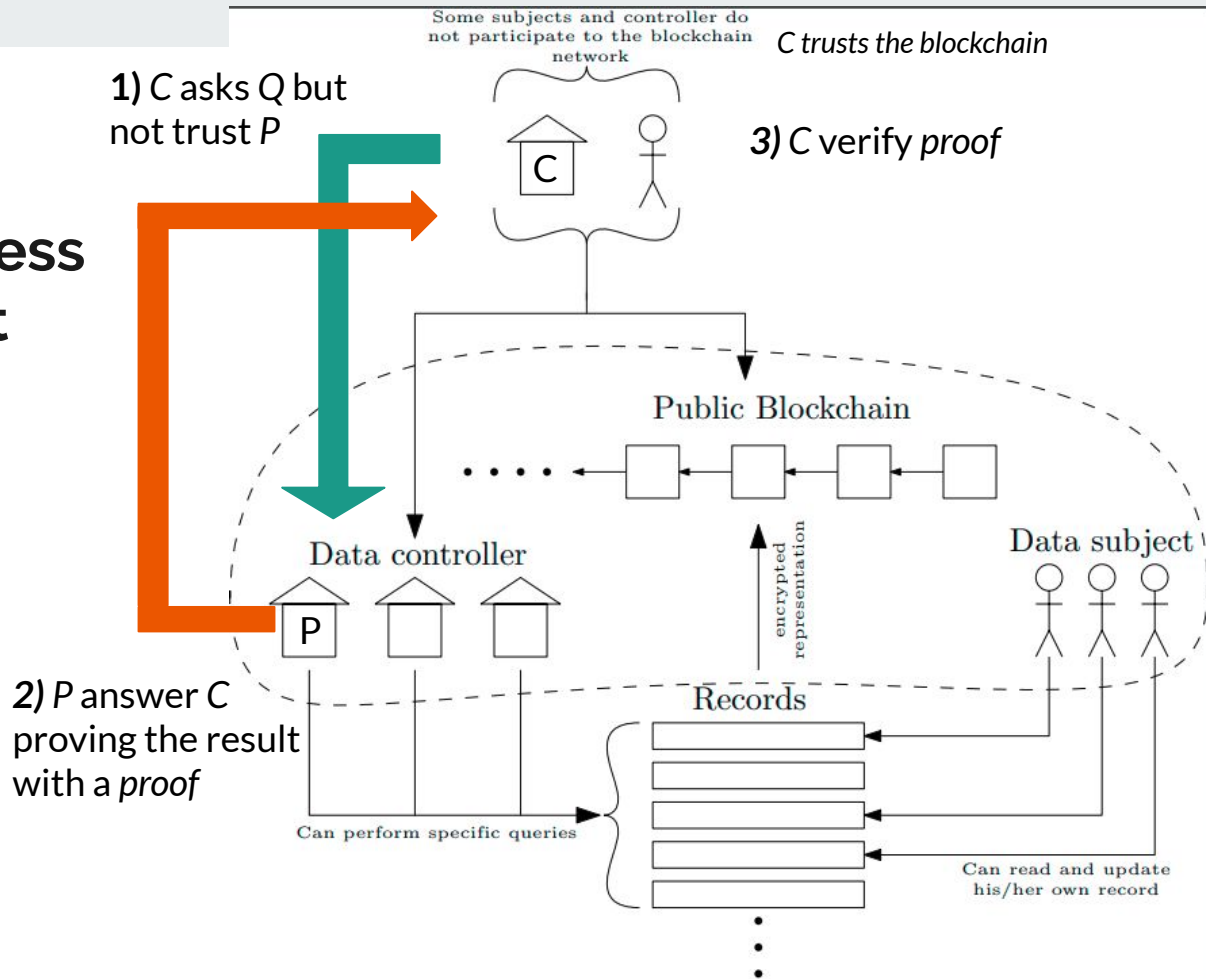 Some subjects and controller do
not participate to the blockchain
network
C trusts the blockchain
1) C asks Q but
not trust P
3) C verify proof
C
ess
t
Public Blockchain
Data controller
encrypted
representation
Data subject
P
2) P answer C
proving the result
with a proof
Records
Can perform specific queries
Can read and update
his/her own record